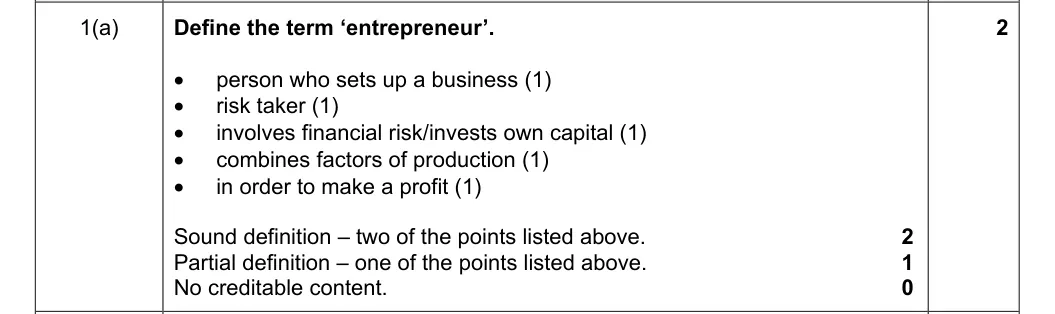 1(a) Define the term ‘entrepreneur’. 2
• person who sets up a business (1)
• risk taker (1)
• involves financial risk/invests own capital (1)
• combines factors of production (1)
• in order to make a profit (1)
Sound definition – two of the points listed above. 2
Partial definition – one of the points listed above. 1
No creditable content. 0